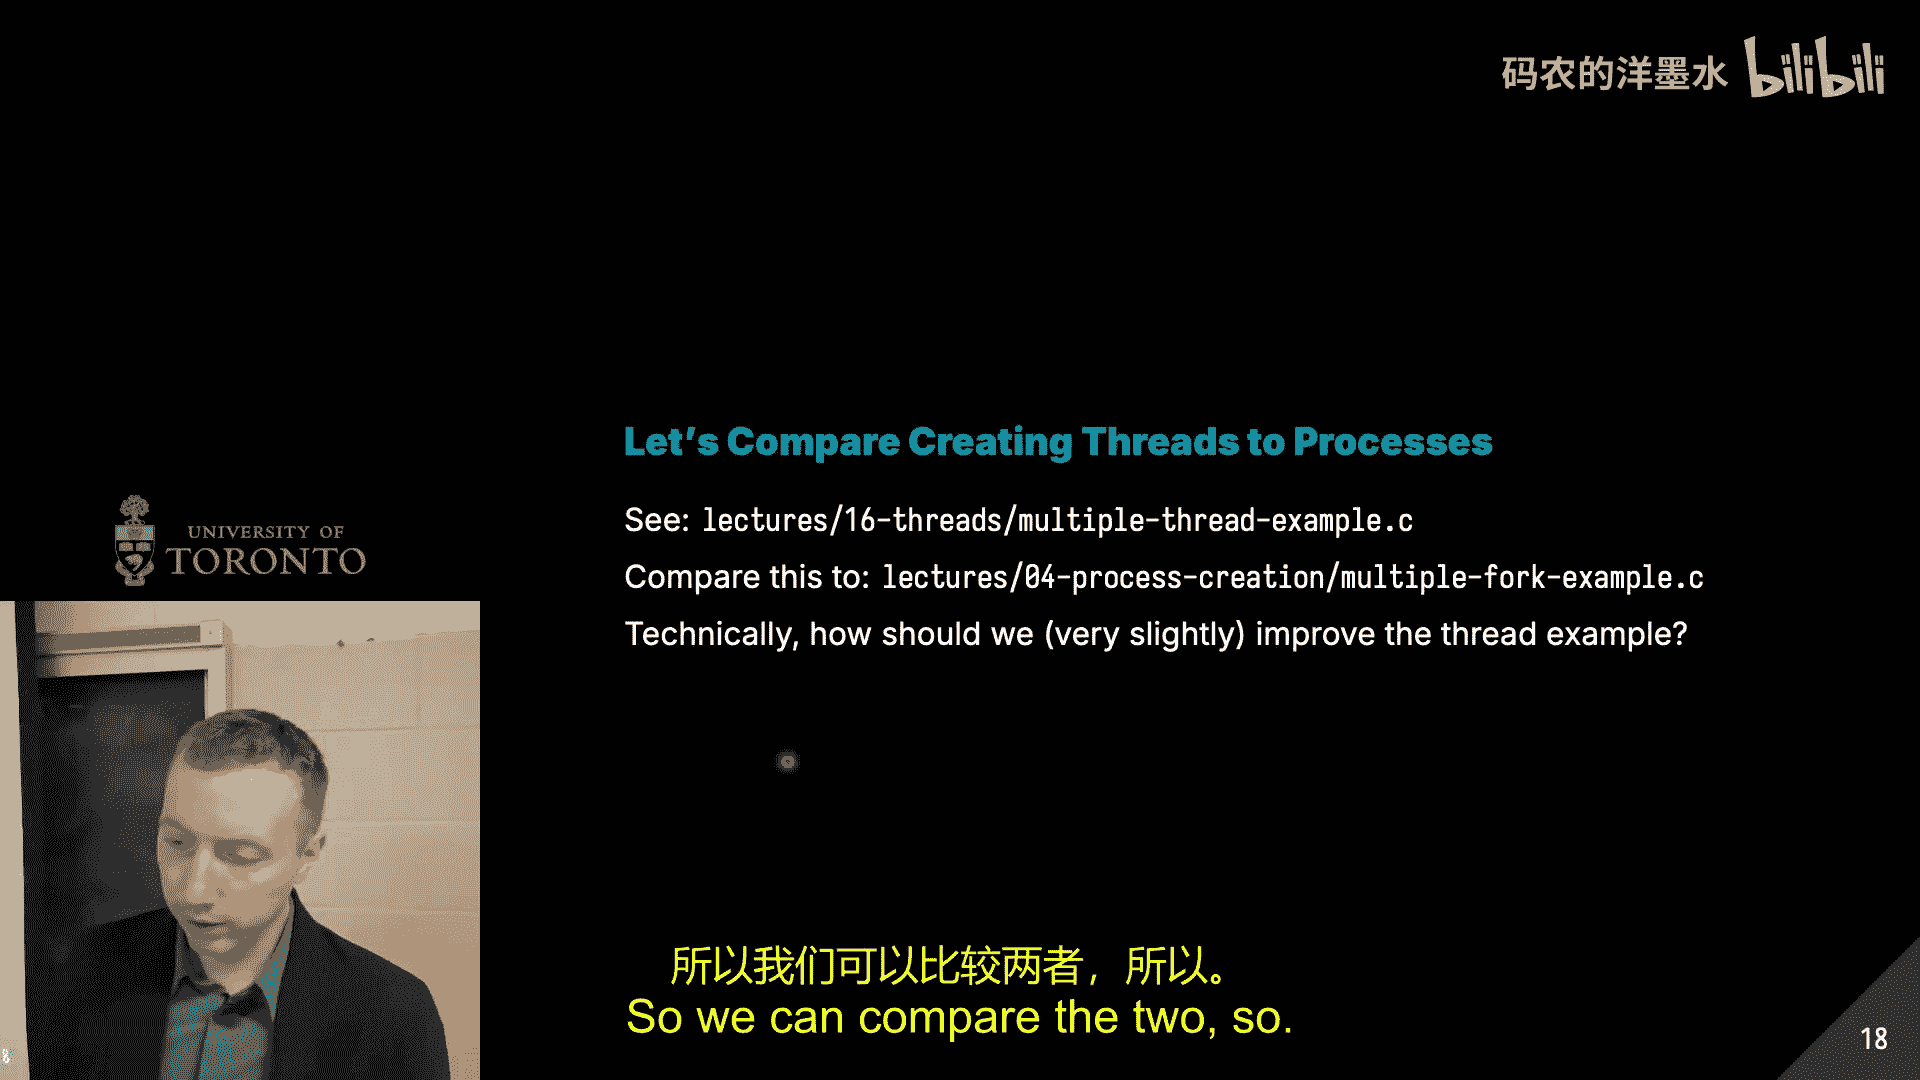 码农的洋墨水 bilibili
Let's Compare Creating Threads to Processes
See: lectures/16-threads/multiple-thread-example.c
Compare this to: lectures/04-process-creation/multiple-fork-example.c
Technically, how should we (very slightly) improve the thread example?
UNIVERSITY OF
TORONTO
所以我们可以比较两者，所以。
So we can compare the two, so.
18
8